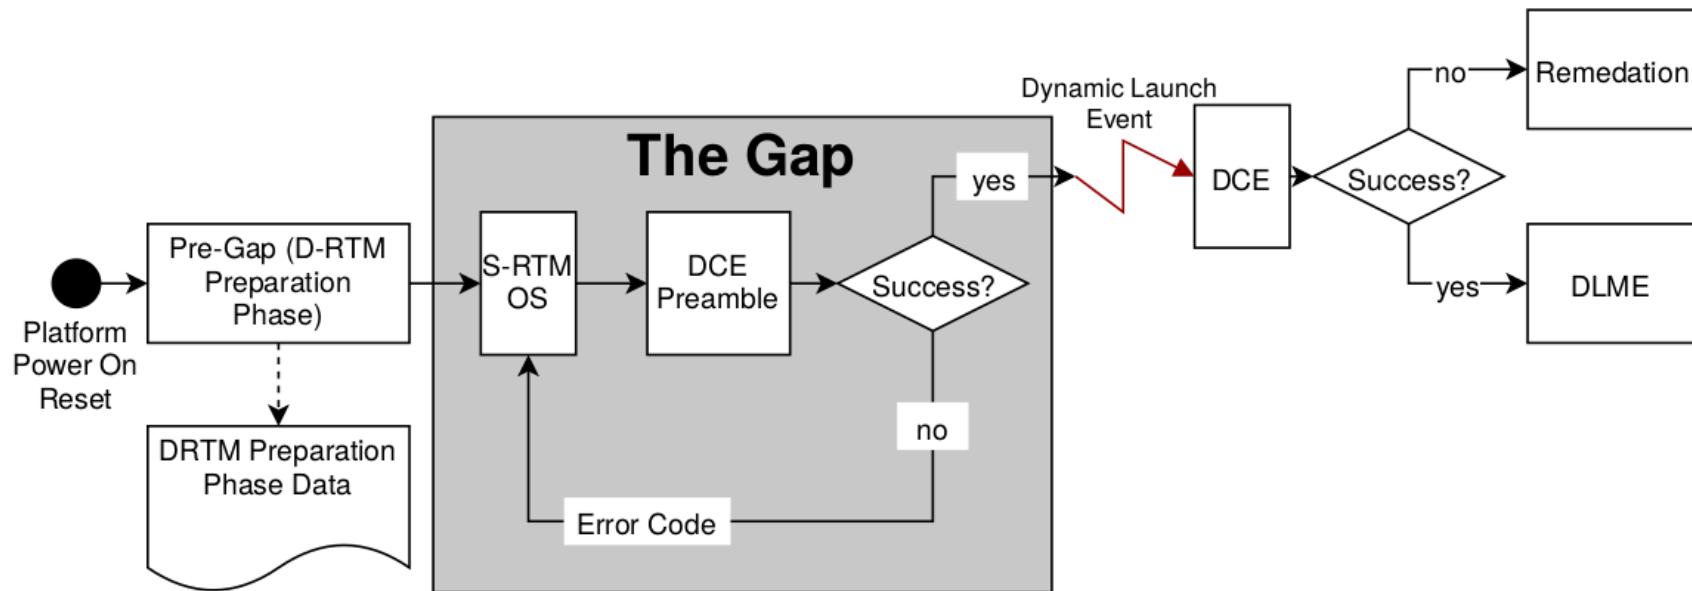 Platform
Power On
Reset
Pre-Gap (D-RTM
Preparation
Phase)
DRTM Preparation
Phase Data
The Gap
S-RTM
OS
DCE
Preamble
Success?
yes
no
Error Code
Dynamic Launch
Event
DCE
Success?
no
Remedation
yes
DLME